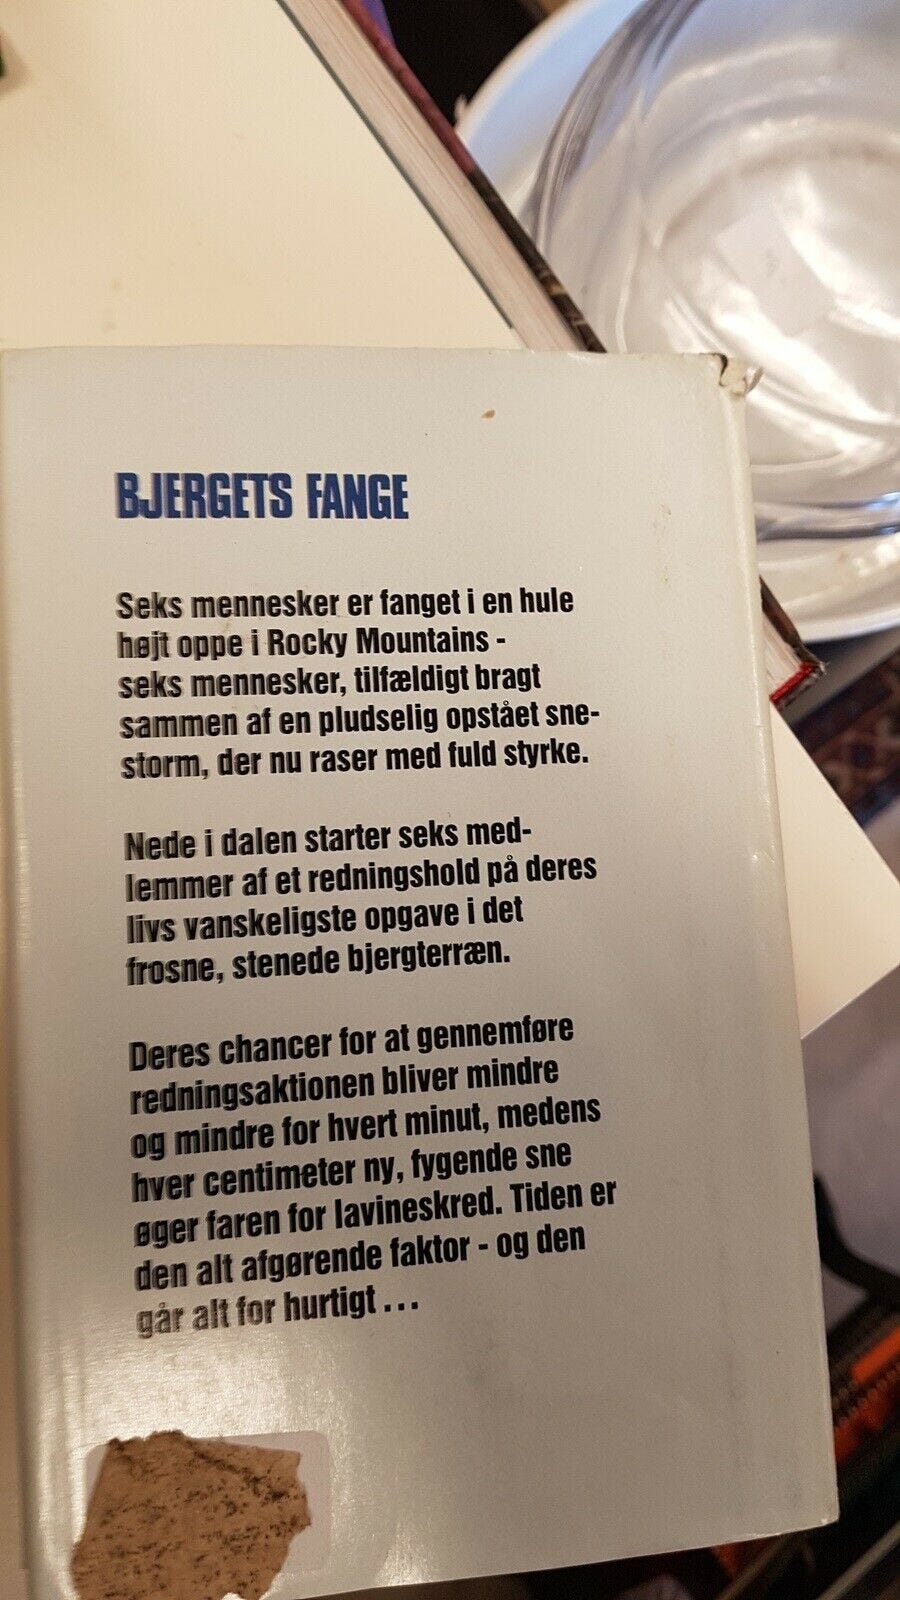 BJERGETS FANGE
Seks mennesker er fanget i en hule
højt oppe i Rocky Mountains -
seks mennesker, tilfældigt bragt
sammen af en pludselig opstået sne-
storm, der nu raser med fuld styrke.
Nede i dalen starter seks med-
lemmer af et redningshold på deres
livs vanskeligste opgave i det
frosne, stenede bjergterræn.
Deres chancer for at gennemføre
redningsaktionen bliver mindre
og mindre for hvert minut, medens
hver centimeter ny, fygende sne
øger faren for lavineskred. Tiden er
den alt afgørende faktor - og den
går alt for hurtigt ...